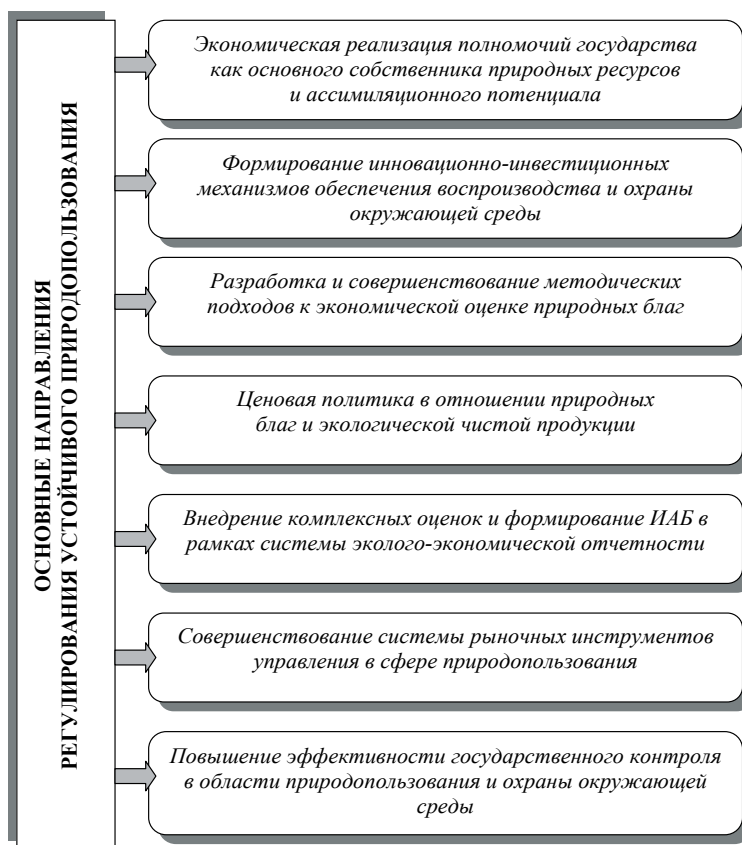 ОСНОВНЫЕ НАПРАВЛЕНИЯ
РЕГУЛИРОВАНИЯ УСТОЙЧИВОГО ПРИРОДОПОЛЬЗОВАНИЯ
Экономическая реализация полномочий государства
как основного собственника природных ресурсов
и ассимиляционного потенциала
Формирование инновационно-инвестиционных
механизмов обеспечения воспроизводства и охраны
окружающей среды
Разработка и совершенствование методических
подходов к экономической оценке природных благ
Ценовая политика в отношении природных
благ и экологической чистой продукции
Внедрение комплексных оценок и формирование ИАБ в
рамках системы эколого-экономической отчетности
Совершенствование системы рыночных инструментов
управления в сфере природопользования
Повышение эффективности государственного контроля
в области природопользования и охраны окружающей
среды